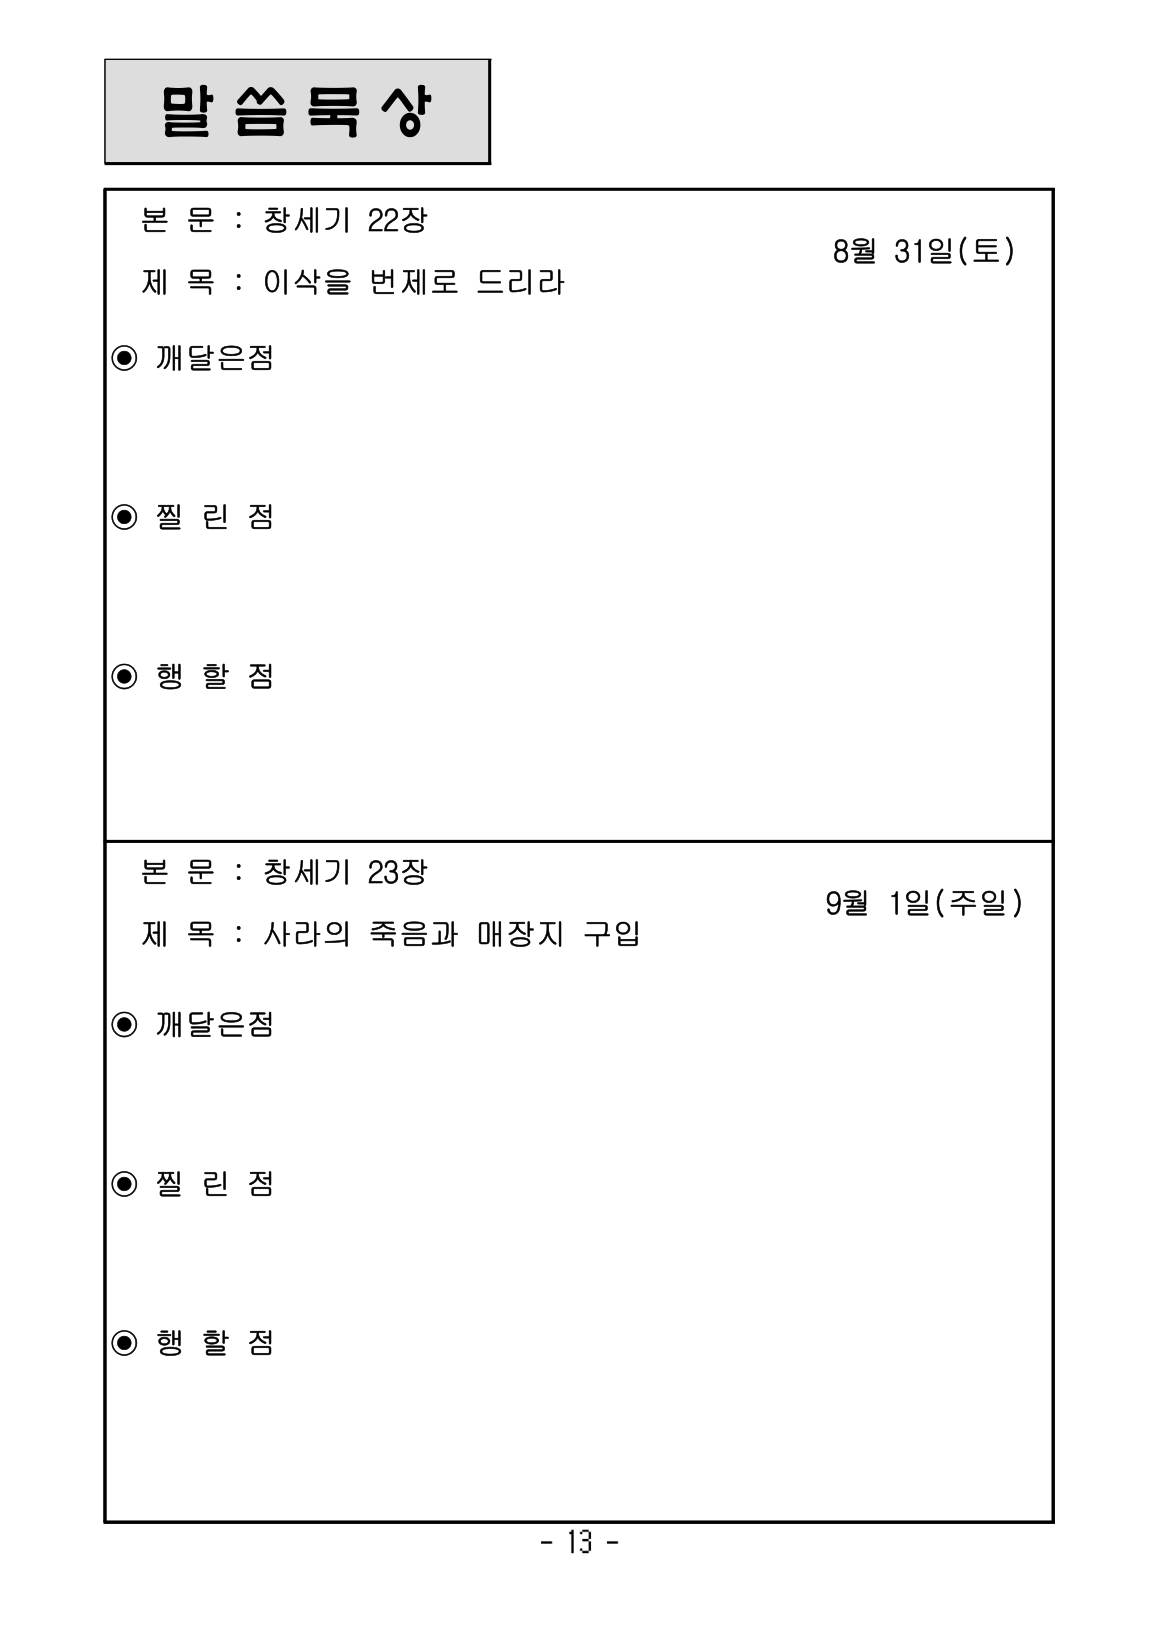 말씀묵상
본 문 : 창세기 22장
8월 31일(토)
제 목 : 이삭을 번제로 드리라
◉ 깨달은점
◉ 찔 린 점
◉ 행 할 점
본 문 : 창세기 23장
9월 1일(주일)
제 목 : 사라의 죽음과 매장지 구입
◉ 깨달은점
◉ 찔 린 점
◉ 행 할 점
- 13 -